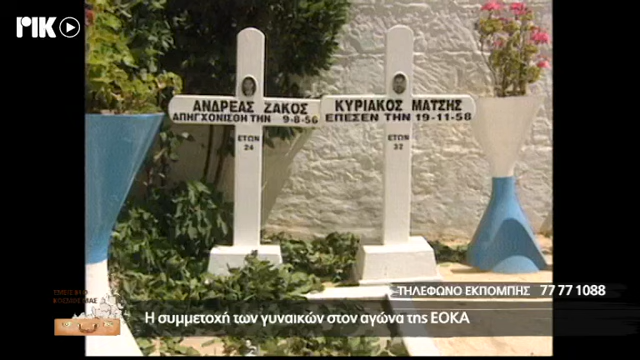 ΡΙΚ
ΑΝΔΡΕΑΣ ΖΑΚΟΣ
ΑΠΗΓΧΟΝΙΣΘΗ ΤΗΝ 9-8-56
ΕΤΩΝ
24
ΚΥΡΙΑΚΟΣ ΜΑΤΣΗΣ
ΕΠΕΣΕΝ ΤΗΝ 19-11-58
ΕΤΩΝ
32
ΤΗΛΕΦΩΝΟ ΕΚΠΟΜΠΗΣ 77 77 1088
Η συμμετοχή των γυναικών στον αγώνα της ΕΟΚΑ